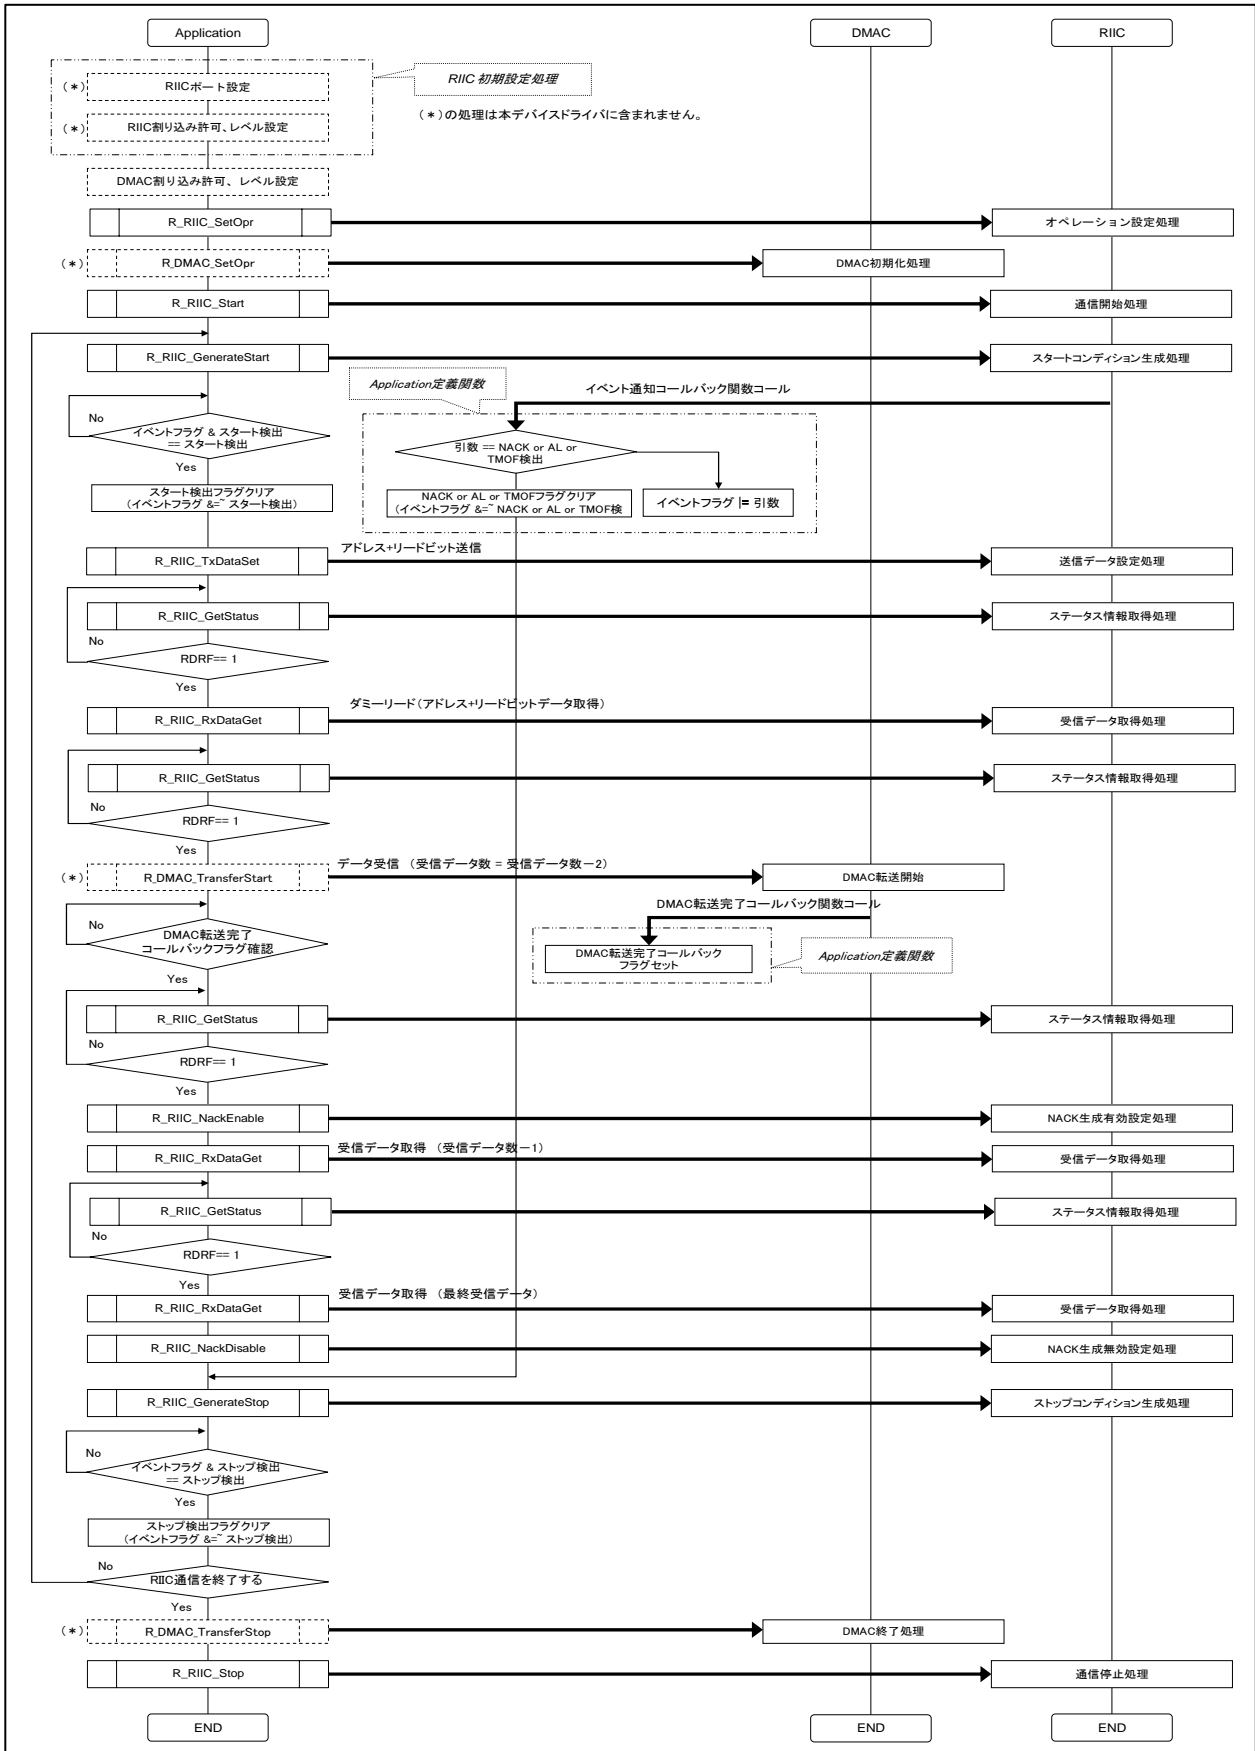 Application
DMAC
RIIC
RIIC 初期設定処理
(*)
RIICポート設定
(*)の処理は本デバイスドライバに含まれません。
(*)
RIIC割り込み許可、レベル設定
DMAC割り込み許可、レベル設定
R_RIIC_SetOpr
オペレーション設定処理
(*)
R_DMAC_SetOpr
DMAC初期化処理
R_RIIC_Start
通信開始処理
R_RIIC_GenerateStart
スタートコンディション生成処理
Application定義関数
イベント通知コールバック関数コール
No
イベントフラグ & スタート検出
== スタート検出
Yes
引数 == NACK or AL or
TMOF検出
スタート検出フラグクリア
(イベントフラグ &=~ スタート検出)
NACK or AL or TMOFフラグクリア
(イベントフラグ &=~ NACK or AL or TMOF検
イベントフラグ |= 引数
アドレス+リードビット送信
R_RIIC_TxDataSet
送信データ設定処理
R_RIIC_GetStatus
ステータス情報取得処理
No
RDRF== 1
Yes
ダミーリード(アドレス+リードビットデータ取得)
R_RIIC_RxDataGet
受信データ取得処理
R_RIIC_GetStatus
ステータス情報取得処理
No
RDRF== 1
Yes
データ受信 (受信データ数 = 受信データ数-2)
(*)
R_DMAC_TransferStart
DMAC転送開始
DMAC転送完了コールバック関数コール
No
DMAC転送完了
コールバックフラグ確認
Yes
DMAC転送完了コールバック
フラグセット
Application定義関数
R_RIIC_GetStatus
ステータス情報取得処理
No
RDRF== 1
Yes
R_RIIC_NackEnable
NACK生成有効設定処理
受信データ取得 (受信データ数-1)
R_RIIC_RxDataGet
受信データ取得処理
R_RIIC_GetStatus
ステータス情報取得処理
No
RDRF== 1
Yes
受信データ取得 (最終受信データ)
R_RIIC_RxDataGet
受信データ取得処理
R_RIIC_NackDisable
NACK生成無効設定処理
R_RIIC_GenerateStop
ストップコンディション生成処理
No
イベントフラグ & ストップ検出
== ストップ検出
Yes
ストップ検出フラグクリア
(イベントフラグ &=~ ストップ検出)
No
RIIC通信を終了する
Yes
(*)
R_DMAC_TransferStop
DMAC終了処理
R_RIIC_Stop
通信停止処理
END
END
END